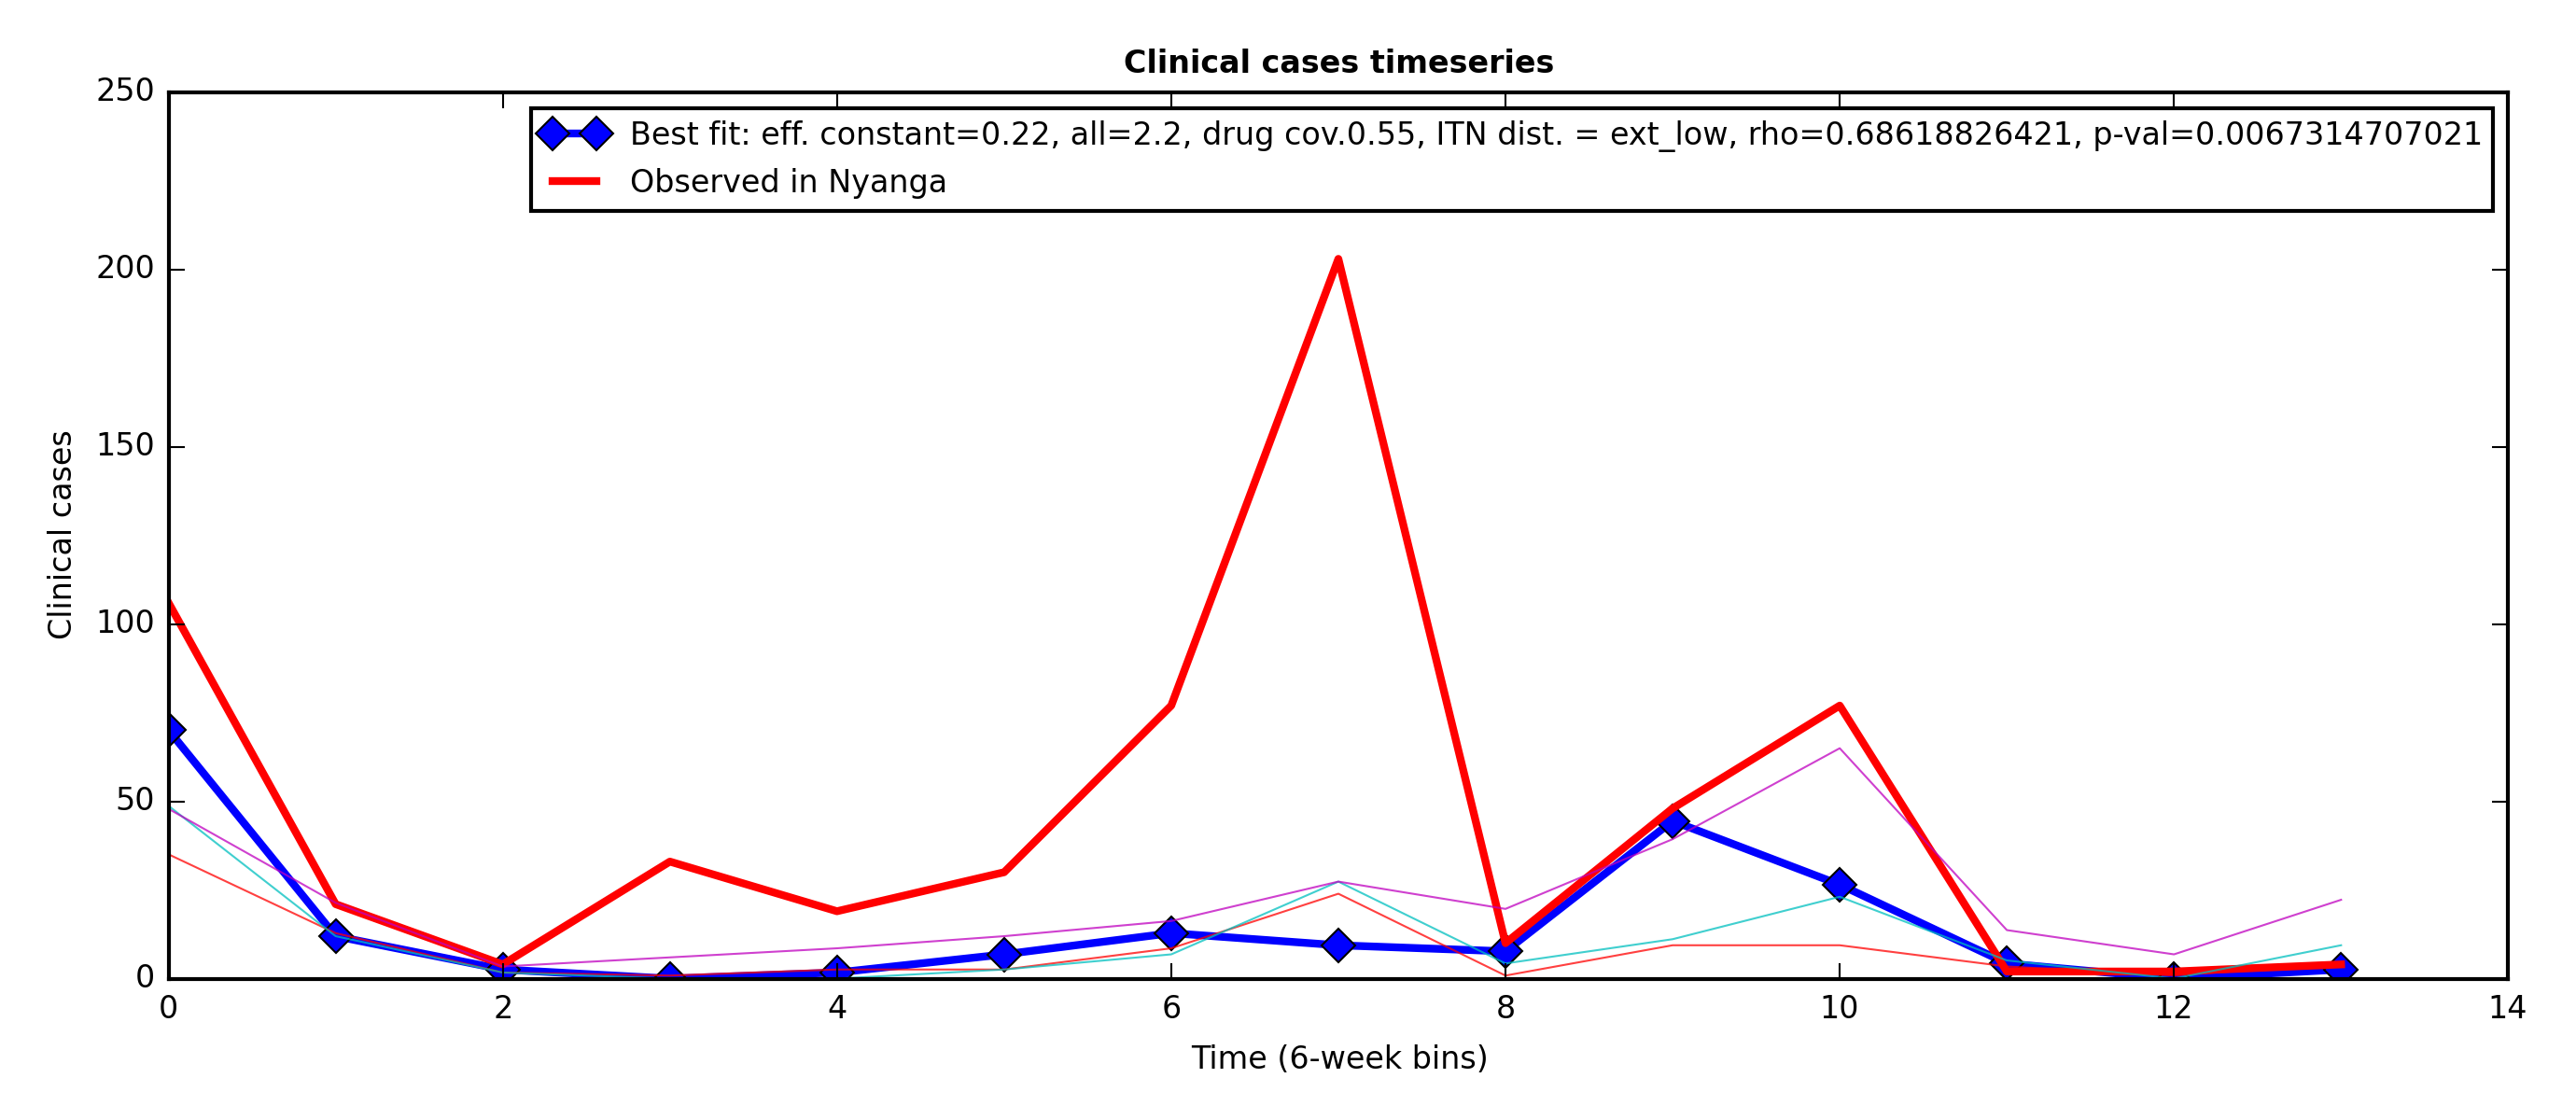 Clinical cases timeseries
250
200
150
100
50
0
Clinical cases
Best fit: eff. constant=0.22, all=2.2, drug cov.0.55, ITN dist. = ext_low, rho=0.68618826421, p-val=0.0067314707021
Observed in Nyanga
0 2 4 6 8 10 12 14
Time (6-week bins)